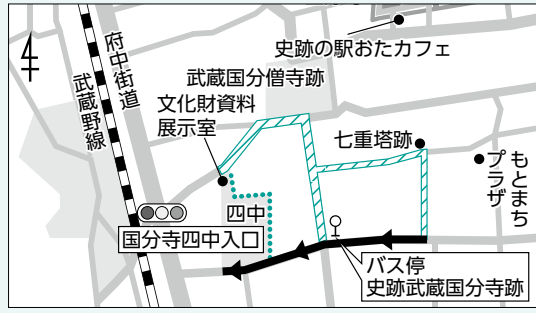 史跡の駅おたカフェ
府中街道
武蔵野線
武蔵国分僧寺跡
文化財資料
展示室
七重塔跡
もとまち
プラザ
四中
国分寺四中入口
バス停
史跡武蔵国分寺跡